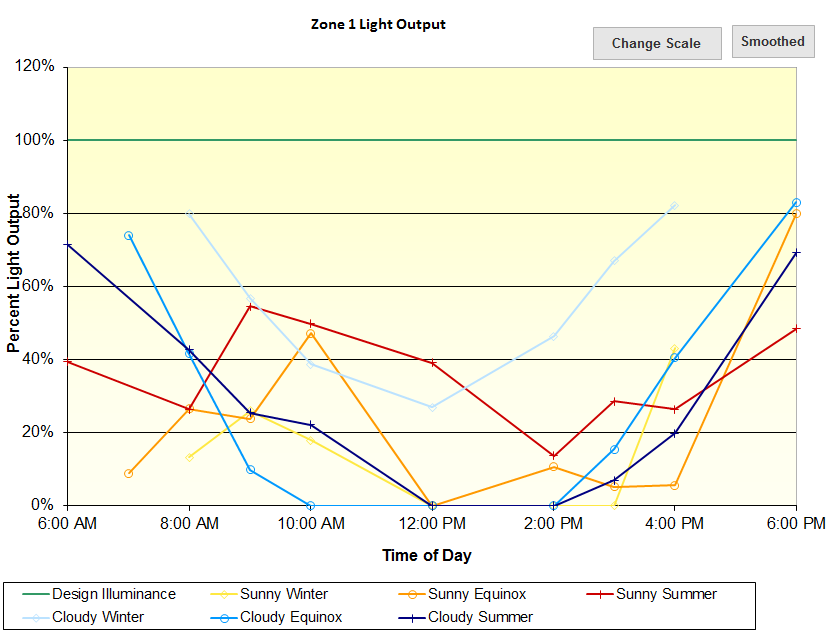 Zone 1 Light Output
Change Scale
Smoothed
120%
100%
80%
60%
40%
20%
0%
Percent Light Output
6:00 AM 8:00 AM 10:00 AM 12:00 PM 2:00 PM 4:00 PM 6:00 PM
Time of Day
Design Illuminance Sunny Winter Sunny Equinox Sunny Summer
Cloudy Winter Cloudy Equinox Cloudy Summer